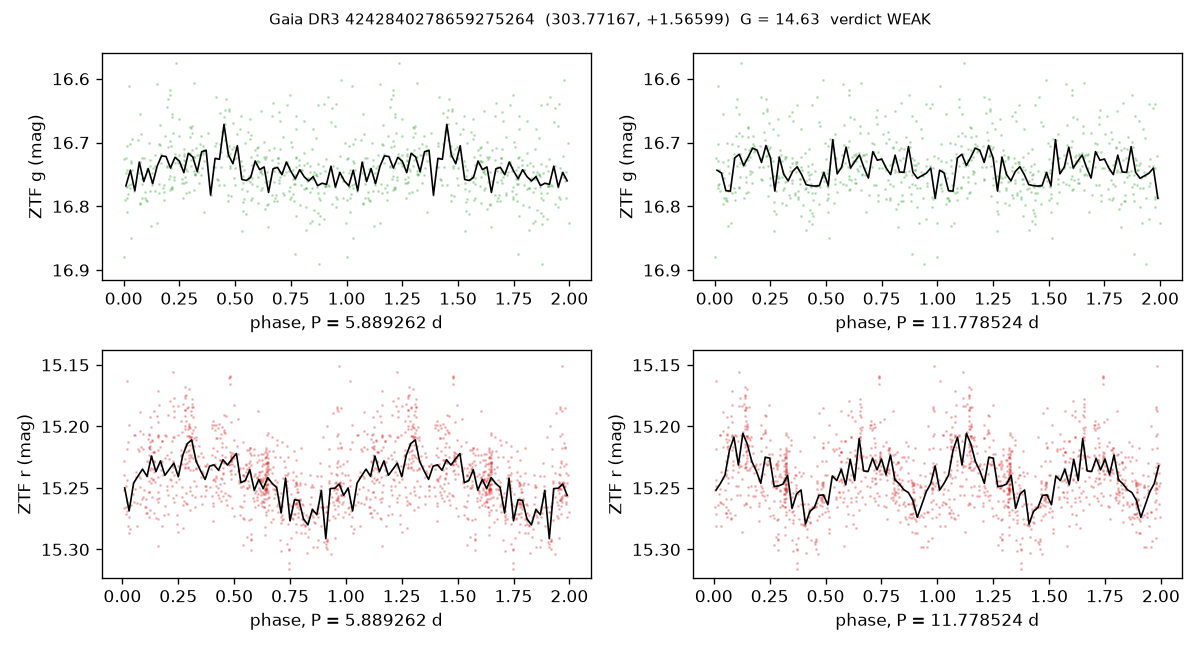 Gaia DR3 4242840278659275264  (303.77167, +1.56599)  G = 14.63  verdict WEAK
ZTF g (mag)
16.6
16.7
16.8
16.9
0.00 0.25 0.50 0.75 1.00 1.25 1.50 1.75 2.00
phase, P = 5.889262 d
ZTF g (mag)
16.6
16.7
16.8
16.9
0.00 0.25 0.50 0.75 1.00 1.25 1.50 1.75 2.00
phase, P = 11.778524 d
ZTF r (mag)
15.15
15.20
15.25
15.30
0.00 0.25 0.50 0.75 1.00 1.25 1.50 1.75 2.00
phase, P = 5.889262 d
ZTF r (mag)
15.15
15.20
15.25
15.30
0.00 0.25 0.50 0.75 1.00 1.25 1.50 1.75 2.00
phase, P = 11.778524 d